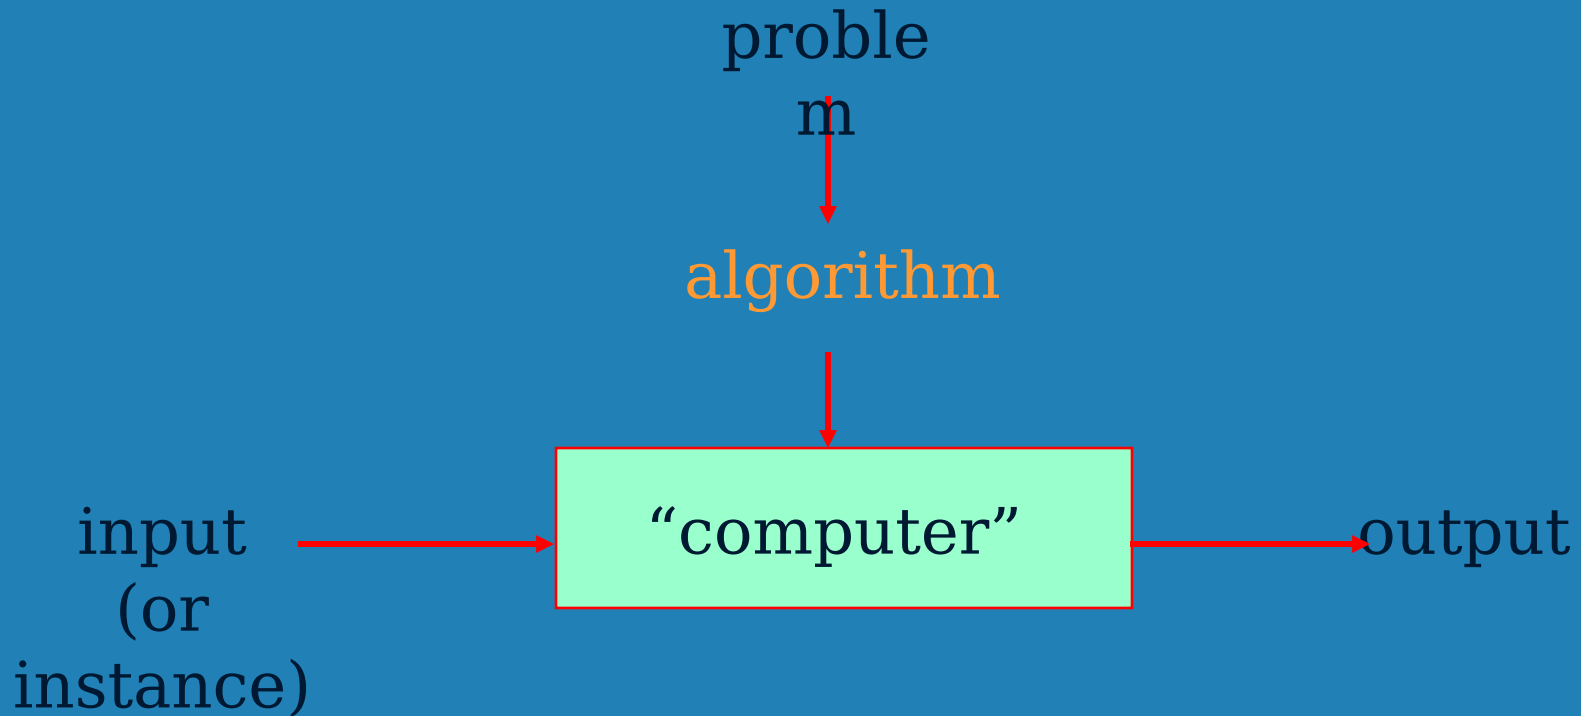 proble
m
algorithm
“computer”
input
(or
instance)
output